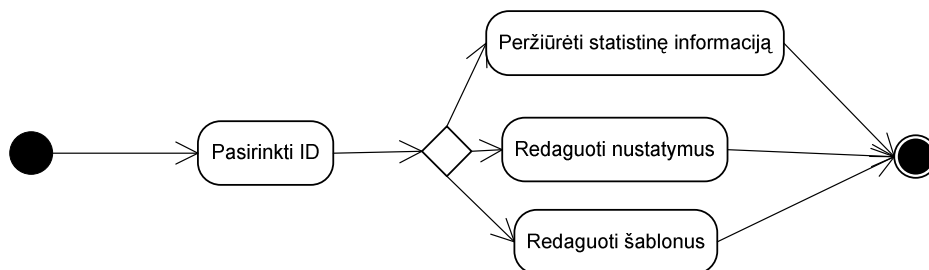 Peržiūrėti statistinę informaciją
Pasirinkti ID
Redaguoti nustatymus
Redaguoti šablonus